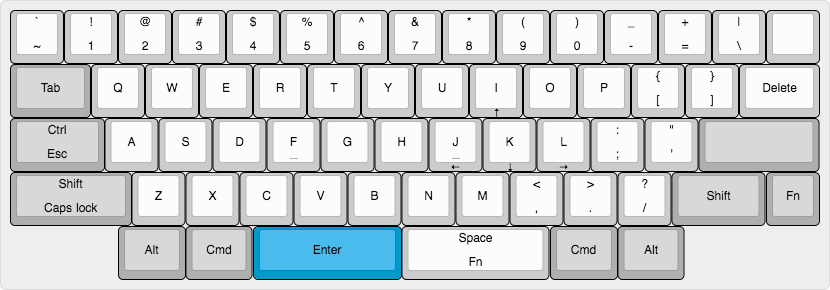 ` ! @ # $ % ^ & * ( ) _ + |
~ 1 2 3 4 5 6 7 8 9 0 - = \
Tab Q W E R T Y U I O P { } Delete
↑ [ ]
Ctrl A S D F G H J K L : "
Esc _ _ ; '
← ↓ →
Shift Z X C V B N M < > ? Shift Fn
Caps lock , . /
Alt Cmd Enter Space Cmd Alt
Fn